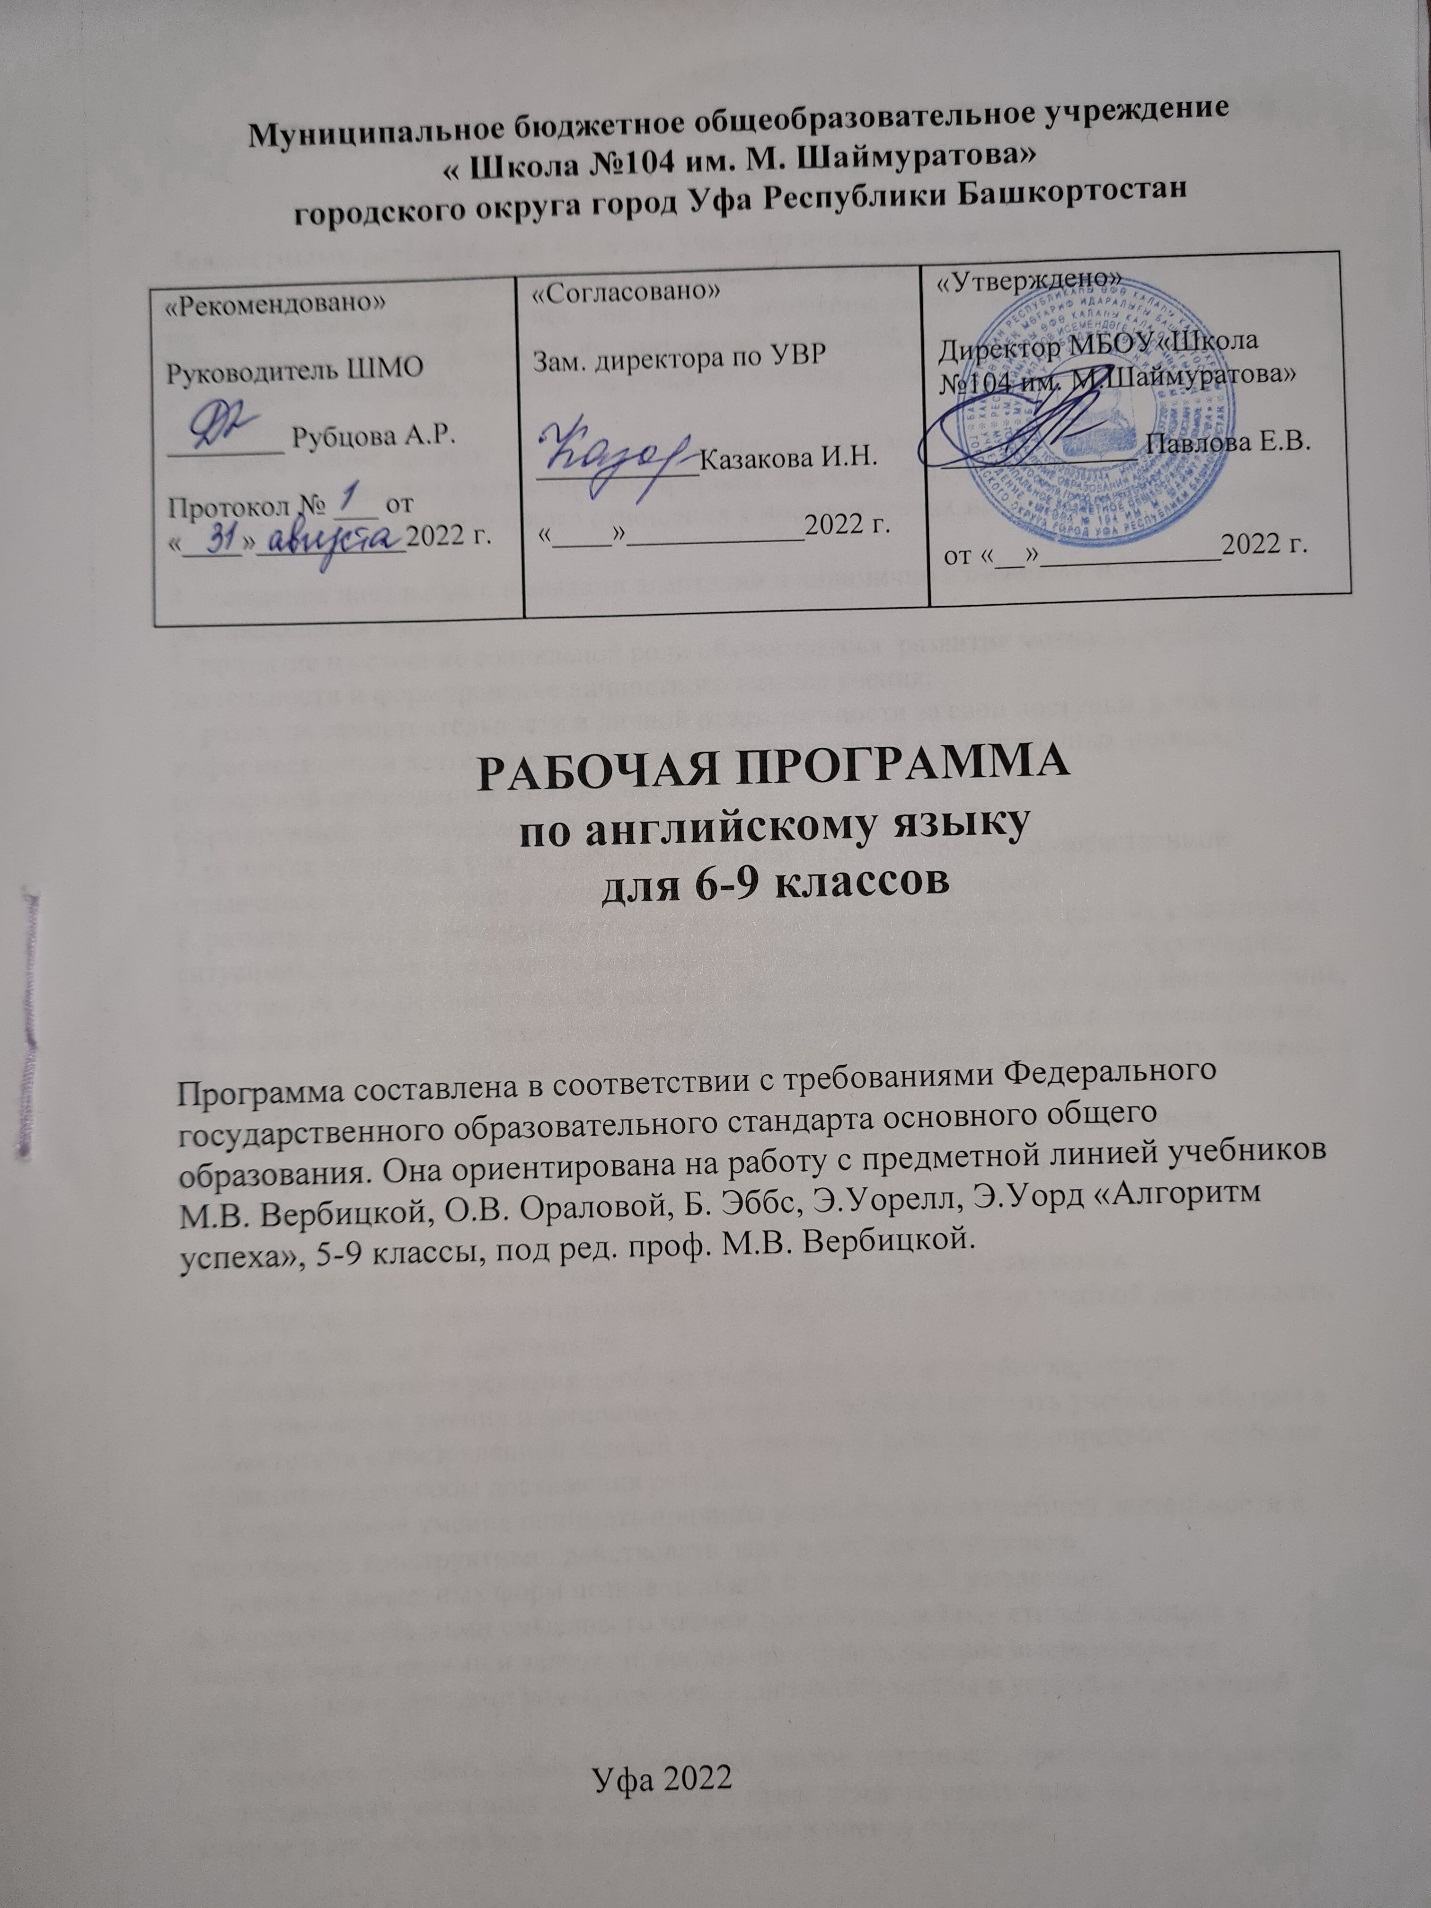 Муниципальное бюджетное общеобразовательное учреждение
« Школа №104 им. М. Шаймуратова»
городского округа город Уфа Республики Башкортостан
«Рекомендовано»
Руководитель ШМО
________ Рубцова А.Р.
Протокол № 1 от
«31» августа 2022 г.
«Согласовано»
Зам. директора по УВР
Казакова И.Н.
«____»____________2022 г.
«Утверждено»
Директор МБОУ«Школа
№104 им. М.Шаймуратова»
Павлова Е.В.
от «__»____________2022 г.
РАБОЧАЯ ПРОГРАММА
по английскому языку
для 6-9 классов
Программа составлена в соответствии с требованиями Федерального
государственного образовательного стандарта основного общего
образования. Она ориентирована на работу с предметной линией учебников
М.В. Вербицкой, О.В. Ораловой, Б. Эббс, Э.Уорелл, Э.Уорд «Алгоритм
успеха», 5-9 классы, под ред. проф. М.В. Вербицкой.
Уфа 2022